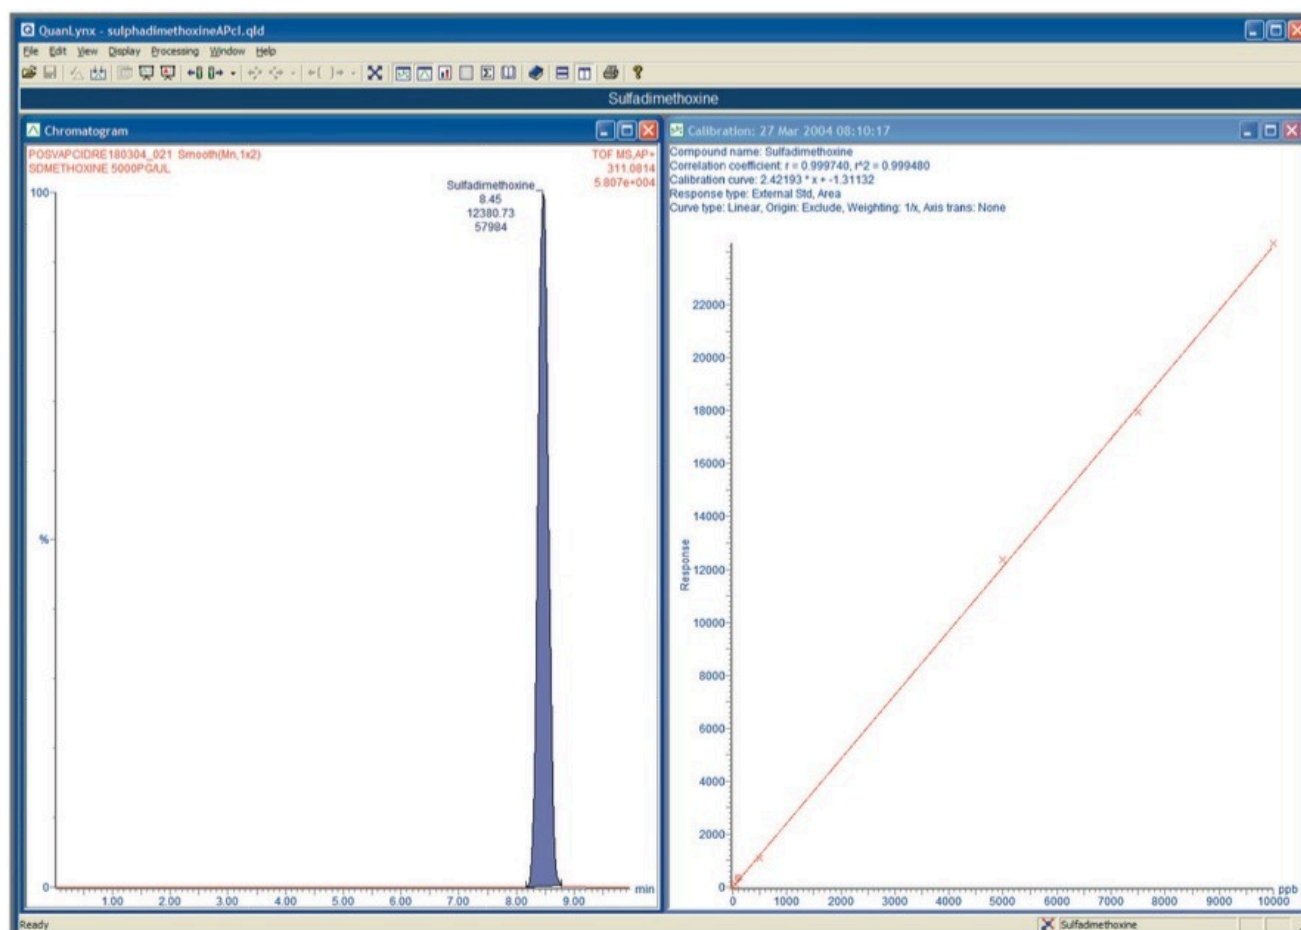 QuanLynx - sulphadimethoxineAPcI.qld
File Edit View Display Processing Window Help
Sulfadimethoxine
Chromatogram
POSVAPCIDRE180304_021 Smooth(Mn,1x2)
TOF MS,AP+
SDMETHOXINE 5000PG/UL
311.0814
5.807e+004
100
Sulfadimethoxine
8.45
12380.73
57984
%
0
1.00 2.00 3.00 4.00 5.00 6.00 7.00 8.00 9.00
min
Calibration: 27 Mar 2004 08:10:17
Compound name: Sulfadimethoxine
Correlation coefficient: r = 0.999740, r^2 = 0.999480
Calibration curve: 2.42193 * x + -1.31132
Response type: External Std, Area
Curve type: Linear, Origin: Exclude, Weighting: 1/x, Axis trans: None
22000
20000
18000
16000
14000
Response
12000
10000
8000
6000
4000
2000
0
0 1000 2000 3000 4000 5000 6000 7000 8000 9000 10000
ppb
Ready
Sulfadimethoxine